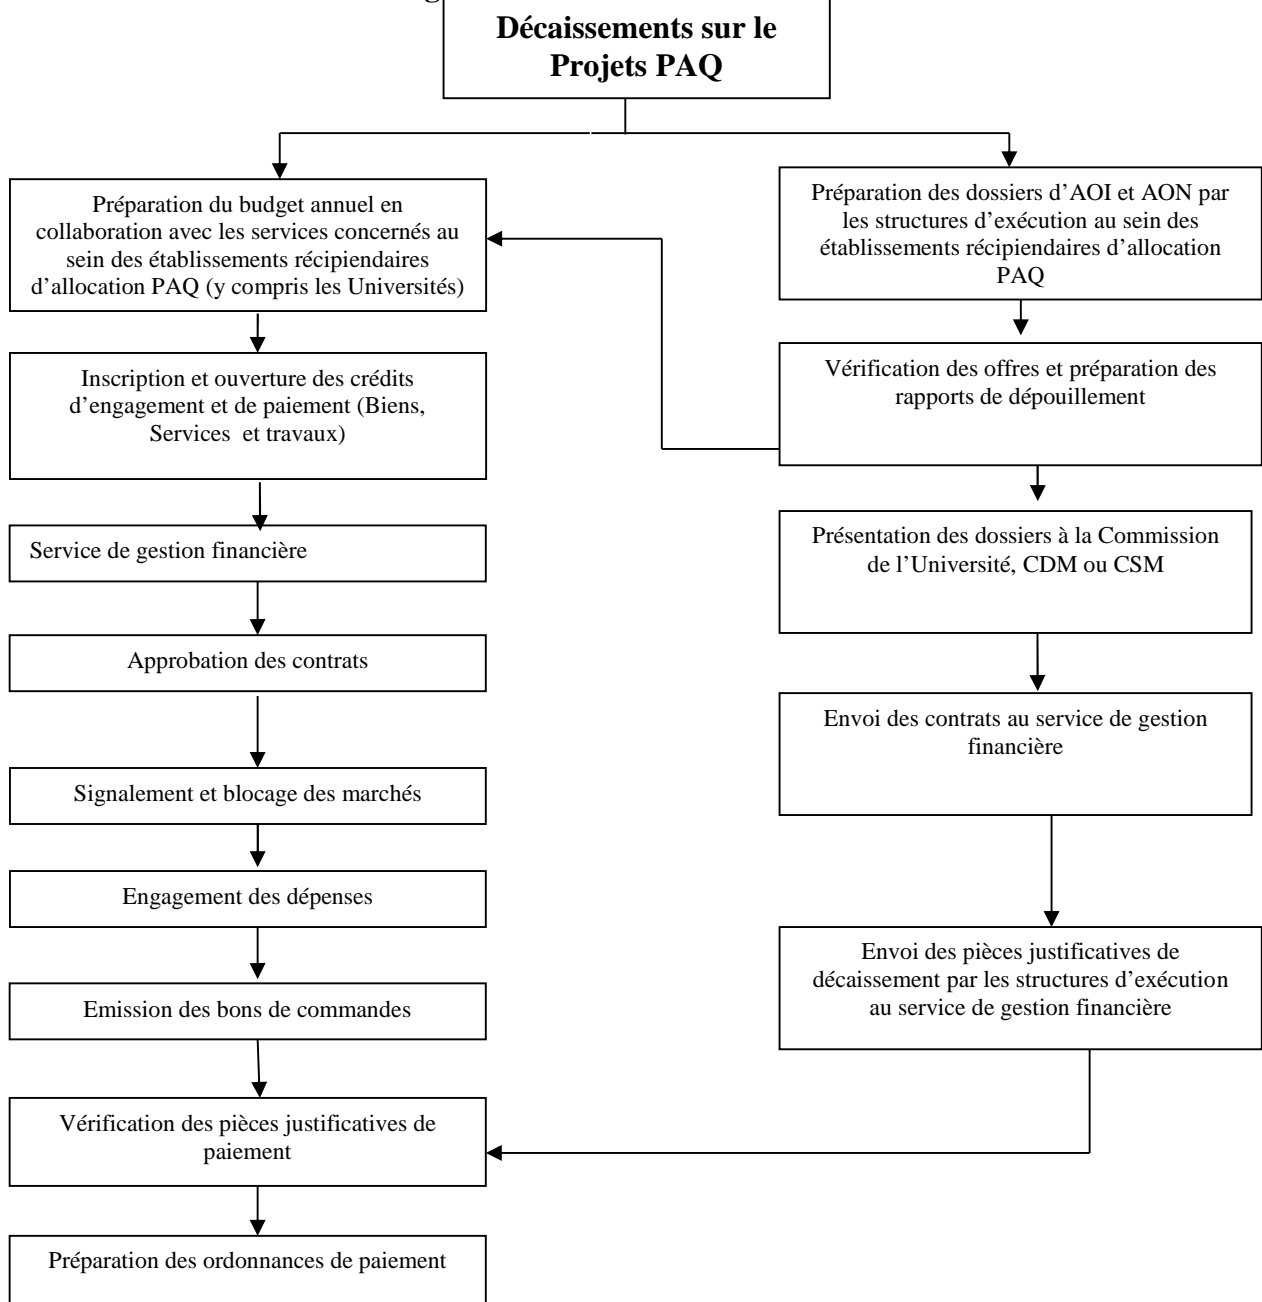 Décaissements sur le
Projets PAQ
Préparation du budget annuel en
collaboration avec les services concernés au
sein des établissements récipiendaires
d’allocation PAQ (y compris les Universités)
Inscription et ouverture des crédits
d’engagement et de paiement (Biens,
Services et travaux)
Service de gestion financière
Approbation des contrats
Signalement et blocage des marchés
Engagement des dépenses
Emission des bons de commandes
Vérification des pièces justificatives de
paiement
Préparation des ordonnances de paiement
Préparation des dossiers d’AOI et AON par
les structures d’exécution au sein des
établissements récipiendaires d’allocation
PAQ
Vérification des offres et préparation des
rapports de dépouillement
Présentation des dossiers à la Commission
de l’Université, CDM ou CSM
Envoi des contrats au service de gestion
financière
Envoi des pièces justificatives de
décaissement par les structures d’exécution
au service de gestion financière